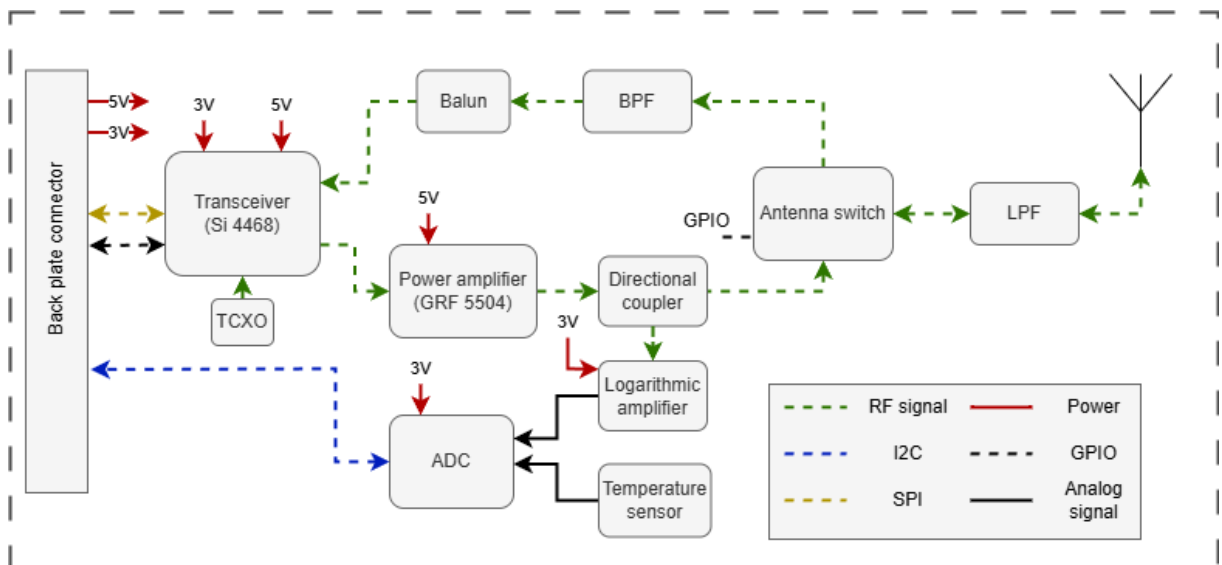 Back plate connector
5V
3V
3V
5V
Transceiver
(Si 4468)
TCXO
Balun
BPF
5V
Power amplifier
(GRF 5504)
Directional
coupler
GPIO
Antenna switch
LPF
3V
Logarithmic
amplifier
3V
ADC
Temperature
sensor
RF signal
Power
I2C
GPIO
SPI
Analog
signal